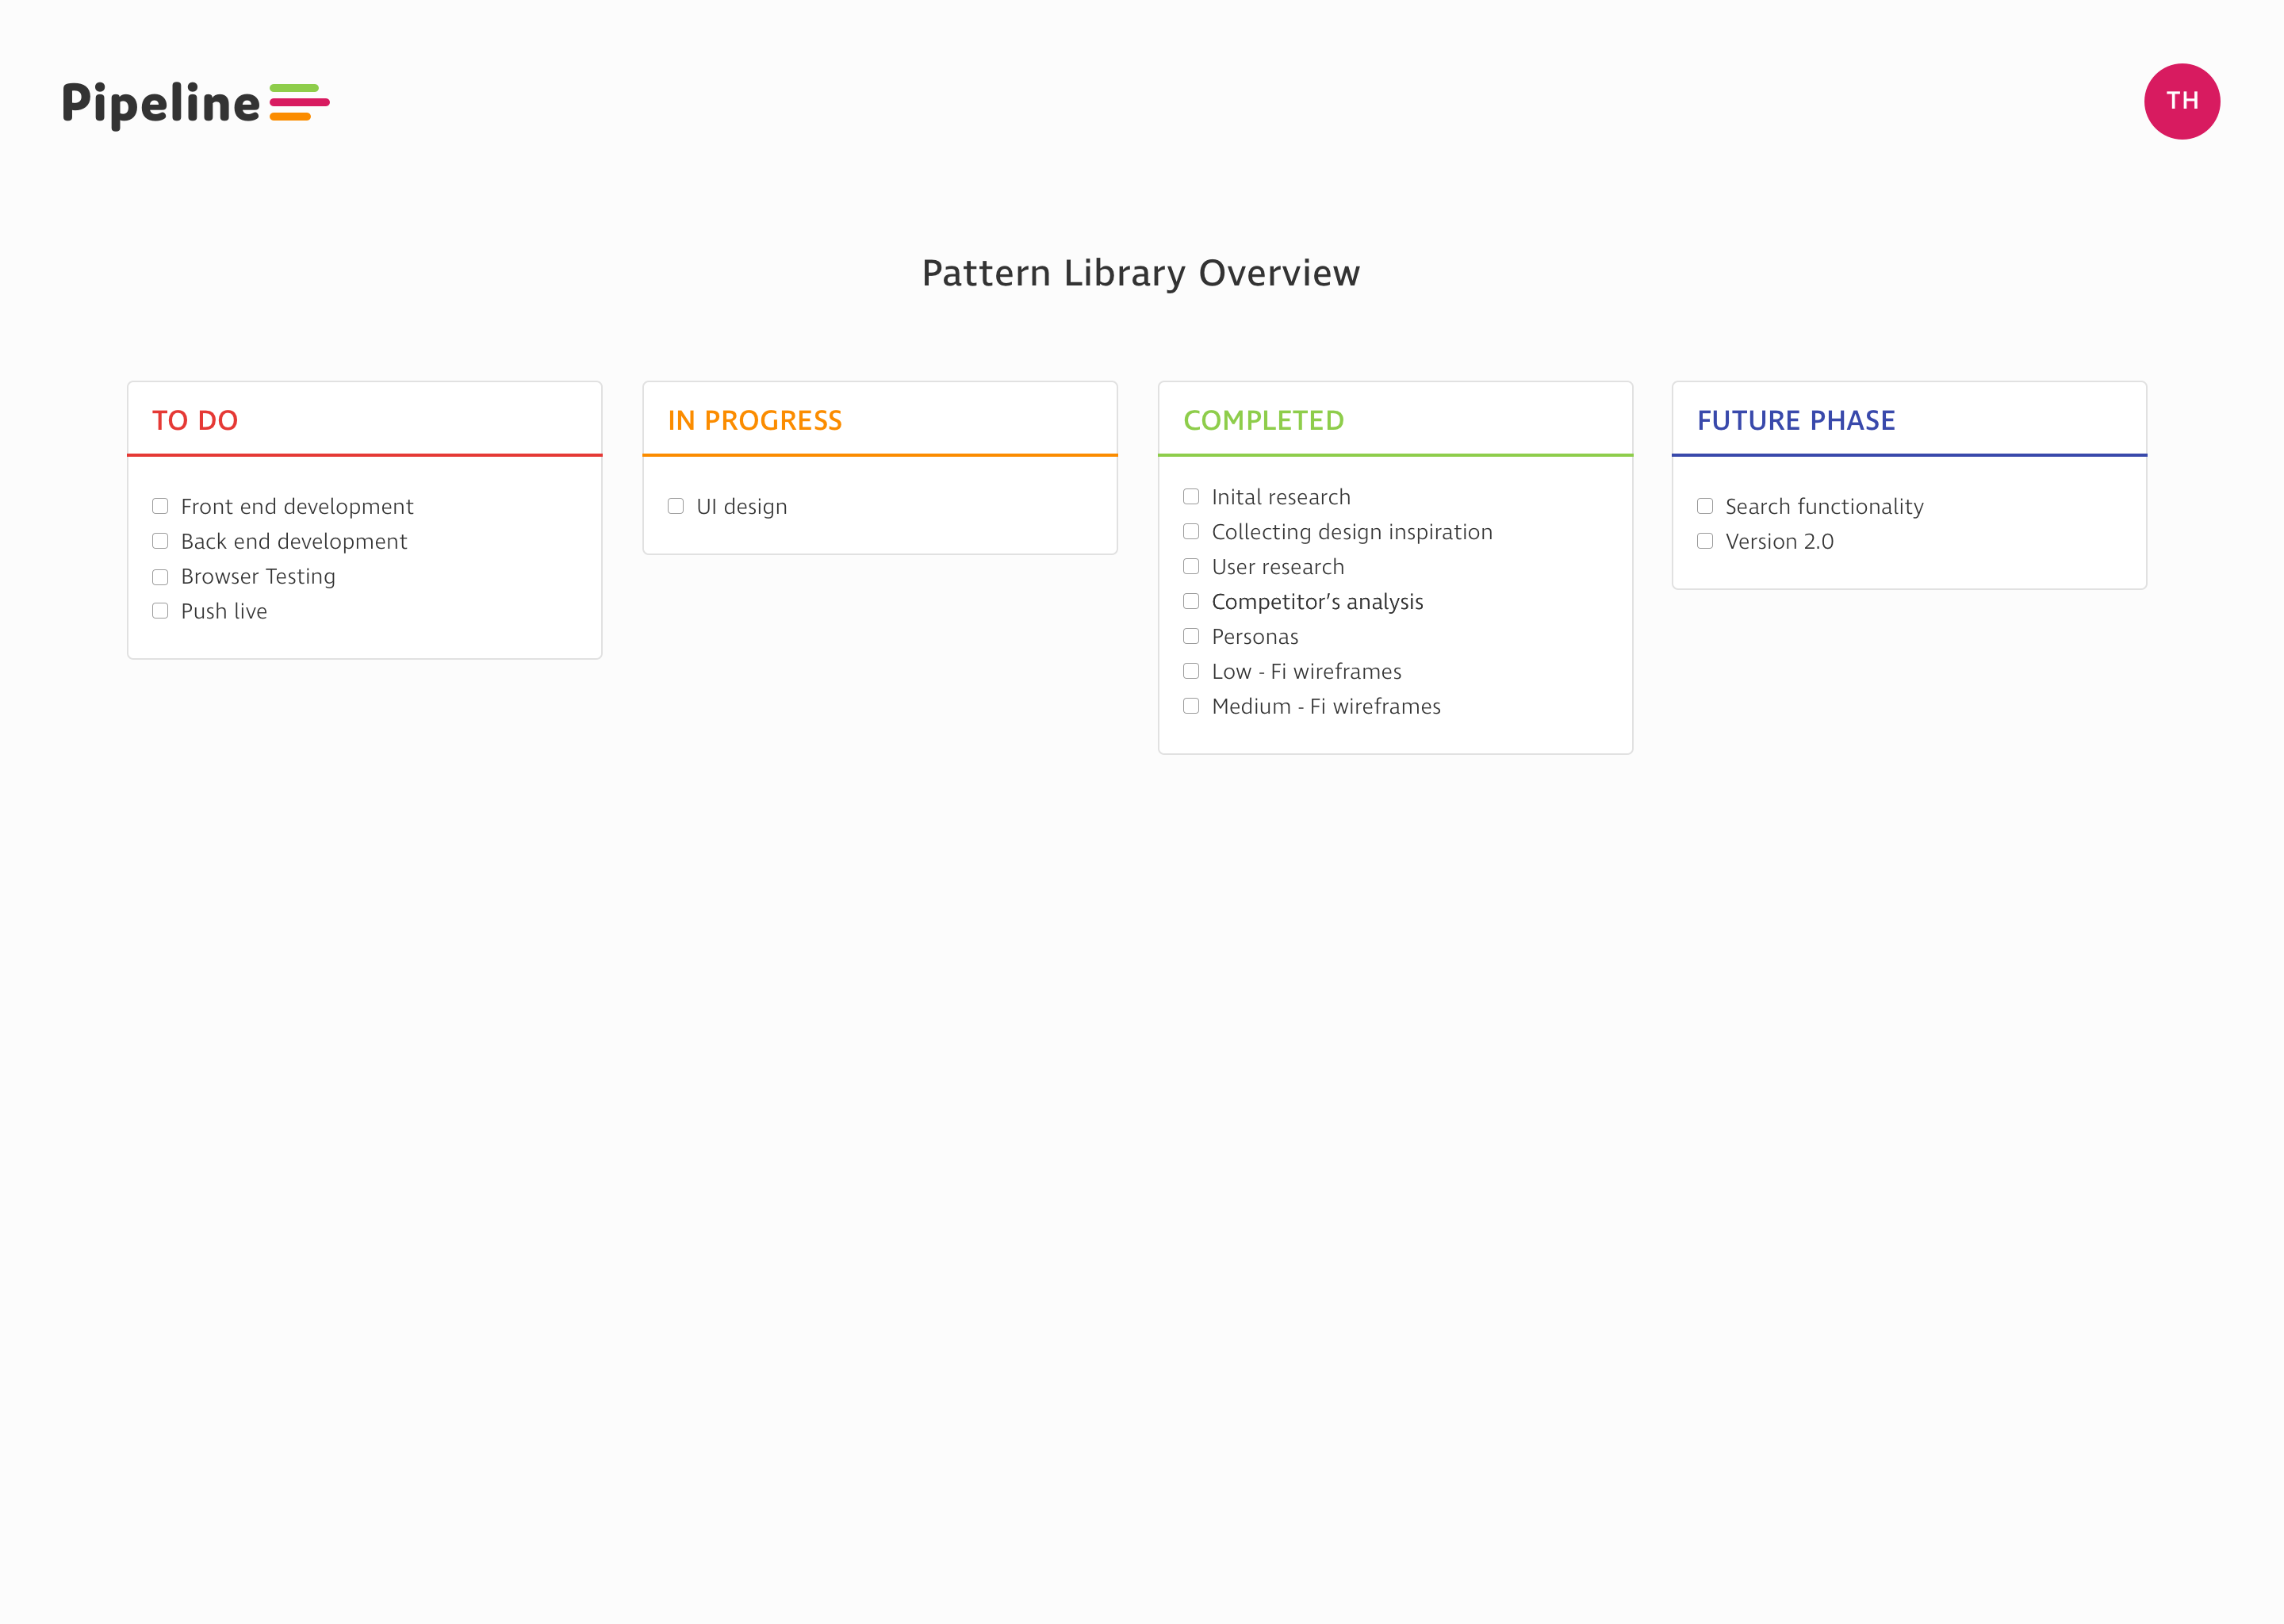 Pipeline
TH
Pattern Library Overview
TO DO
Front end development
Back end development
Browser Testing
Push live
IN PROGRESS
UI design
COMPLETED
Inital research
Collecting design inspiration
User research
Competitor’s analysis
Personas
Low - Fi wireframes
Medium - Fi wireframes
FUTURE PHASE
Search functionality
Version 2.0